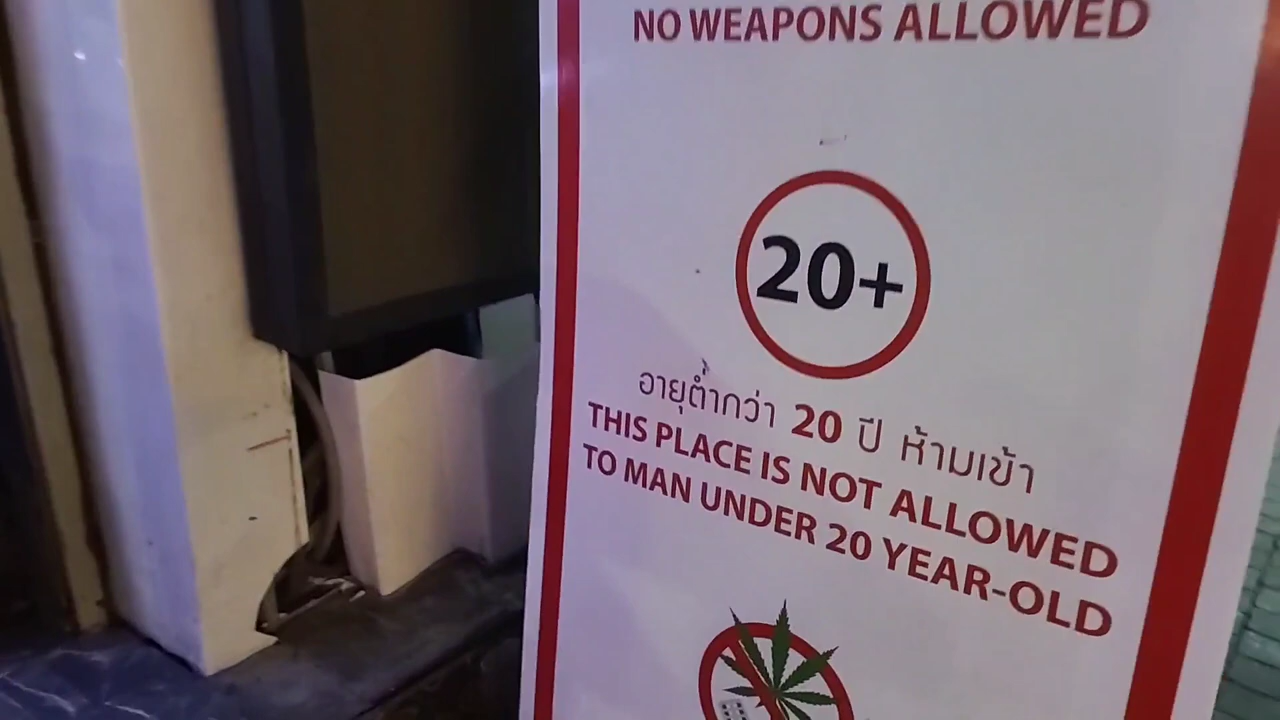 NO WEAPONS ALLOWED
20+
อายุต่ำกว่า 20 ปี ห้ามเข้า
THIS PLACE IS NOT ALLOWED
TO MAN UNDER 20 YEAR-OLD